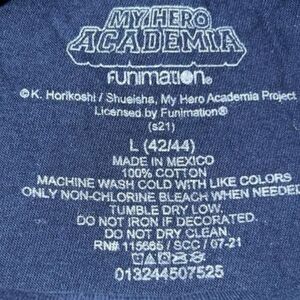 MY HERO
ACADEMIA
FUNIMATION®
©K. Horikoshi / Shueisha, My Hero Academia Project
Licensed by Funimation®
(s21)
L (42/44)
MADE IN MEXICO
100% COTTON
MACHINE WASH COLD WITH LIKE COLORS
ONLY NON-CHLORINE BLEACH WHEN NEEDED
TUMBLE DRY LOW.
DO NOT IRON IF DECORATED.
DO NOT DRY CLEAN.
RN# 115685 / SCC / 07-21
013244507525